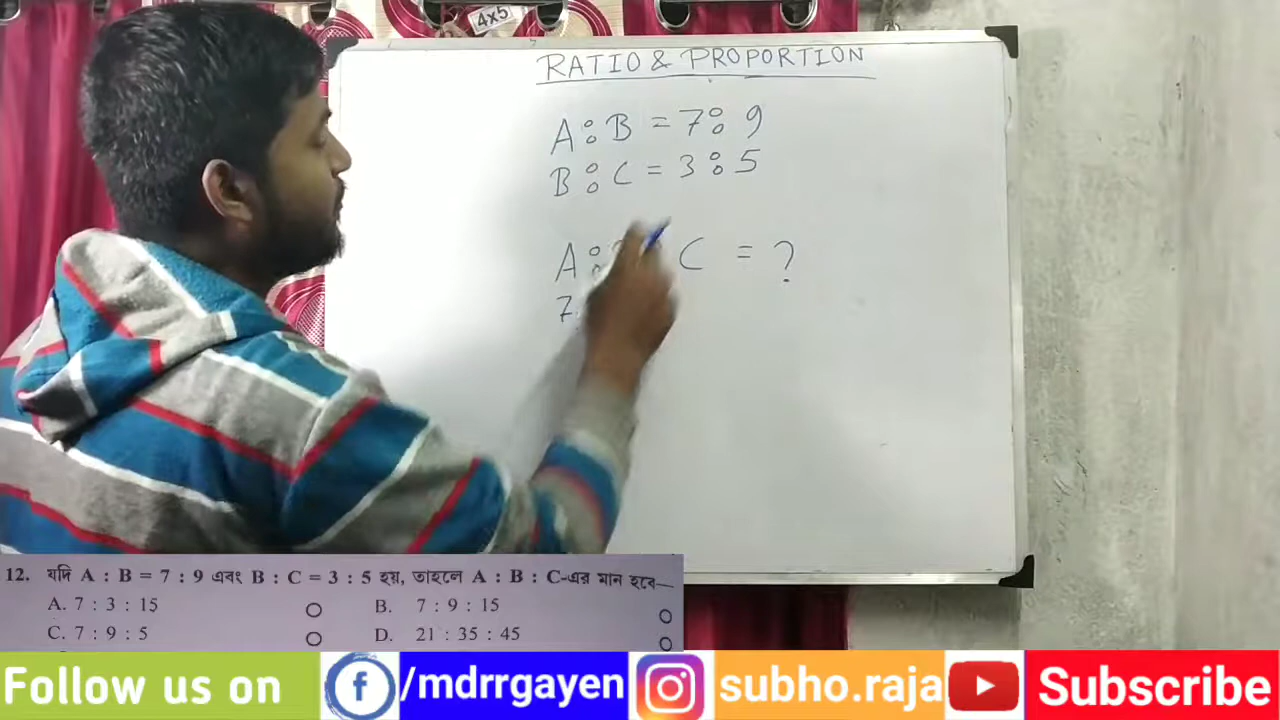 4x5
RATIO & PROPORTION
A : B = 7 : 9
B : C = 3 : 5
A : C = ?
7
12. যদি A : B = 7 : 9 এবং B : C = 3 : 5 হয়, তাহলে A : B : C-এর মান হবে—
A. 7 : 3 : 15 B. 7 : 9 : 15
C. 7 : 9 : 5 D. 21 : 35 : 45
Follow us on f /mdrrgayen subho.raja Subscribe